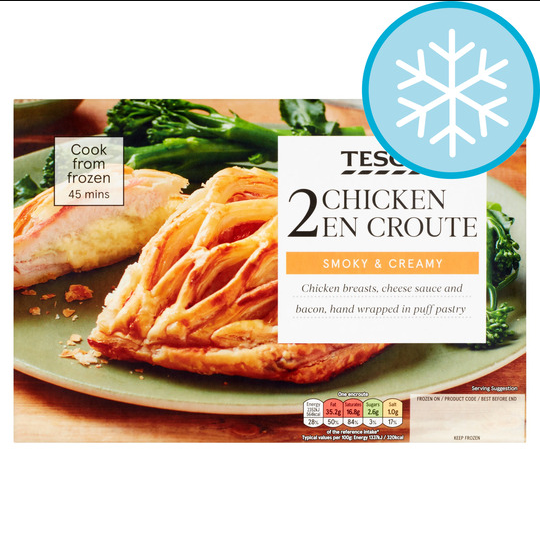 Cook
from
frozen
45 mins
TESC
2 CHICKEN
EN CROUTE
SMOKY & CREAMY
Chicken breasts, cheese sauce and
bacon, hand wrapped in puff pastry
Serving Suggestion
FROZEN ON / PRODUCT CODE / BEST BEFORE END
KEEP FROZEN
One encroute
Energy Fat Saturates Sugars Salt
35.2g 16.8g 2.6g 1.0g
28% 50% 84% 3% 17%
of the reference intake*
Typical values per 100g: Energy 1337kJ / 320kcal